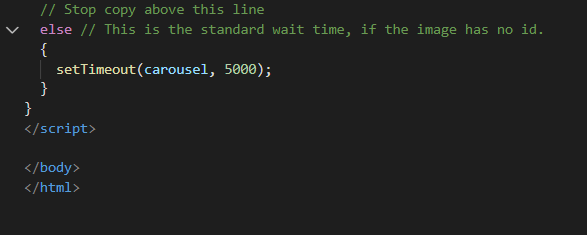 // Stop copy above this line
else // This is the standard wait time, if the image has no id.
{
setTimeout(carousel, 5000);
}
}
</script>
</body>
</html>